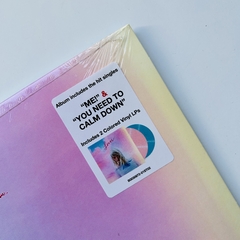 Album includes the hit singles
"ME!" &
"YOU NEED TO
CALM DOWN"
Includes 2 Colored Vinyl LPs